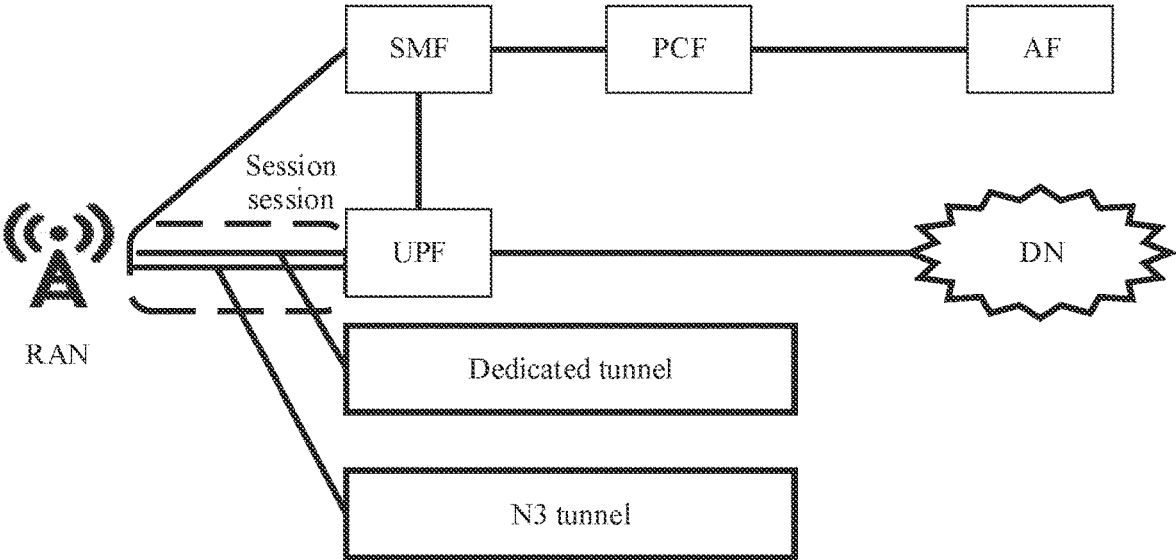 SMF
PCF
AF
Session
session
UPF
DN
RAN
Dedicated tunnel
N3 tunnel